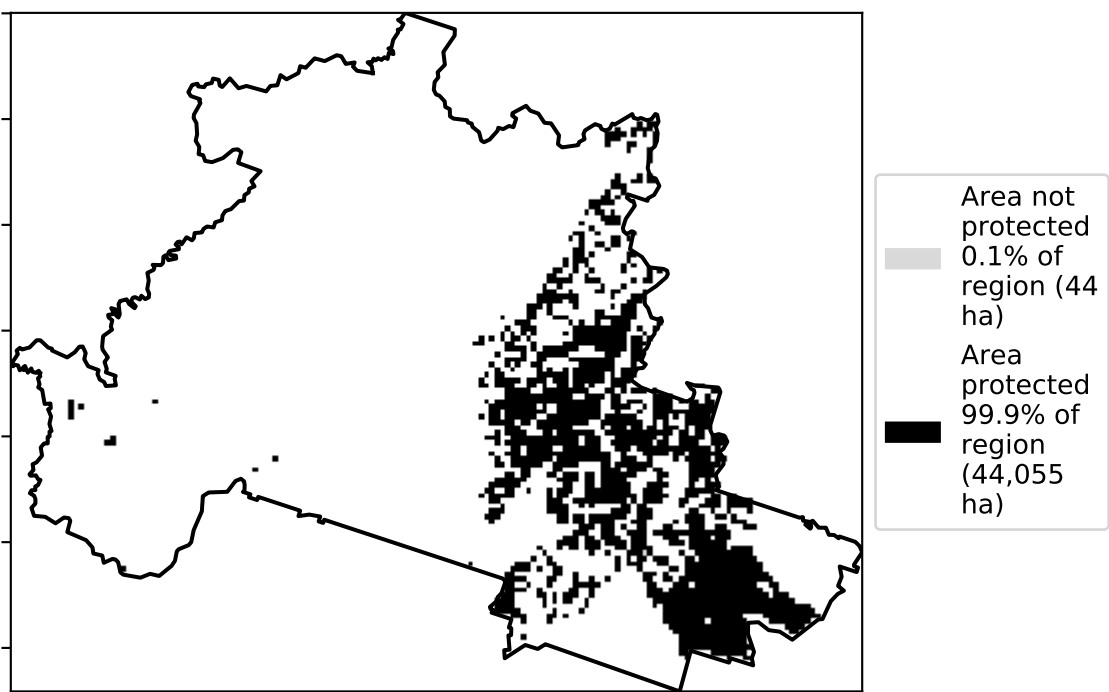 Area not
protected
0.1% of
region (44
ha)
Area
protected
99.9% of
region
(44,055
ha)